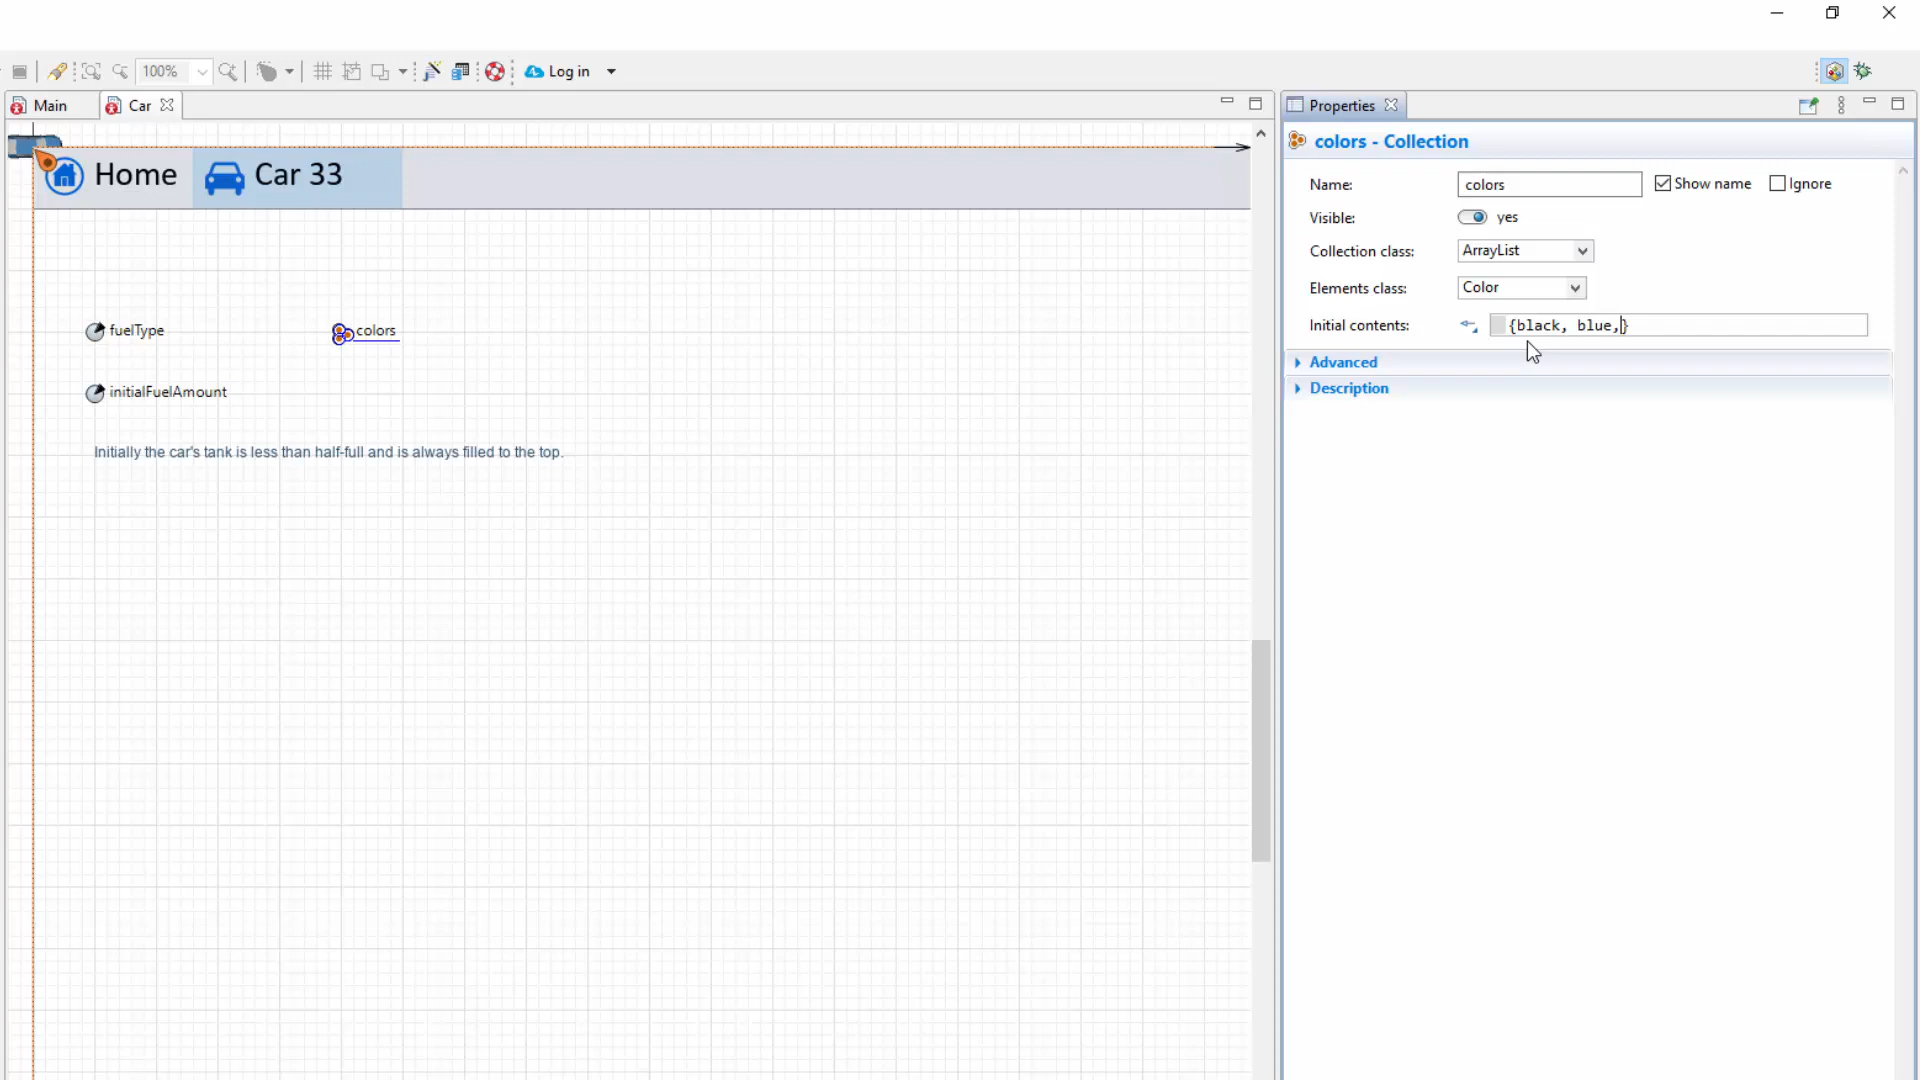 100%
Log in
Main
Car
Properties
colors - Collection
Home
Car 33
Name:
colors
Show name
Ignore
Visible:
yes
Collection class:
ArrayList
Elements class:
Color
Initial contents:
{black, blue,}
Advanced
Description
fuelType
colors
initialFuelAmount
Initially the car's tank is less than half-full and is always filled to the top.